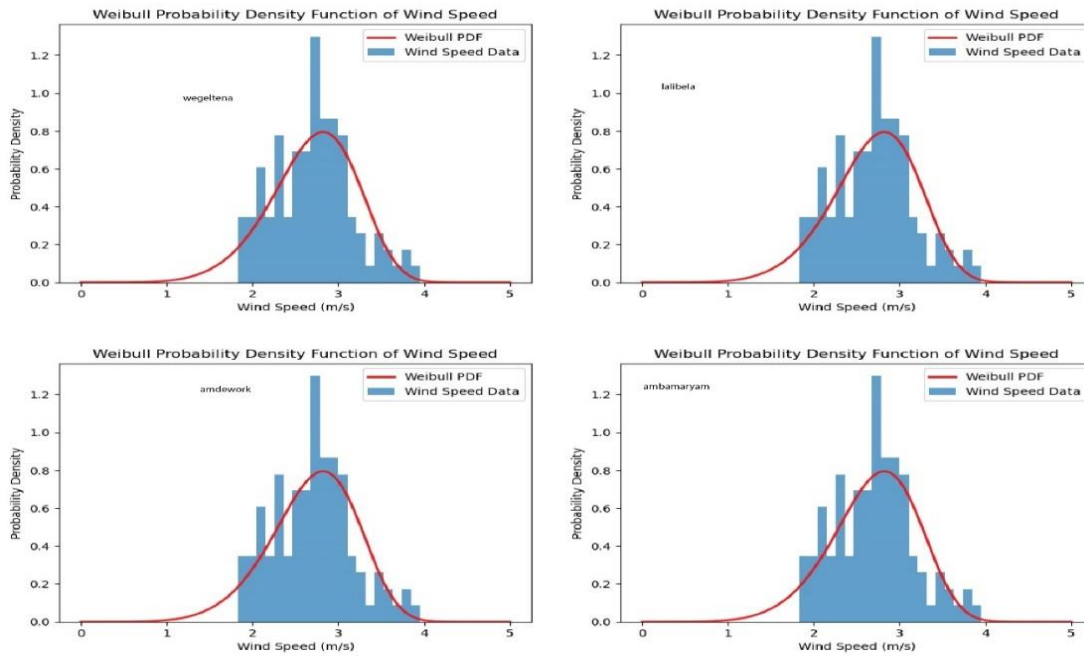 Weibull Probability Density Function of Wind Speed
Weibull PDF
Wind Speed Data
wegeltena
Probability Density
1.2
1.0
0.8
0.6
0.4
0.2
0.0
0 1 2 3 4 5
Wind Speed (m/s)
Weibull Probability Density Function of Wind Speed
Weibull PDF
Wind Speed Data
lalibela
Probability Density
1.2
1.0
0.8
0.6
0.4
0.2
0.0
0 1 2 3 4 5
Wind Speed (m/s)
Weibull Probability Density Function of Wind Speed
Weibull PDF
Wind Speed Data
amdework
Probability Density
1.2
1.0
0.8
0.6
0.4
0.2
0.0
0 1 2 3 4 5
Wind Speed (m/s)
Weibull Probability Density Function of Wind Speed
Weibull PDF
Wind Speed Data
ambamaryam
Probability Density
1.2
1.0
0.8
0.6
0.4
0.2
0.0
0 1 2 3 4 5
Wind Speed (m/s)